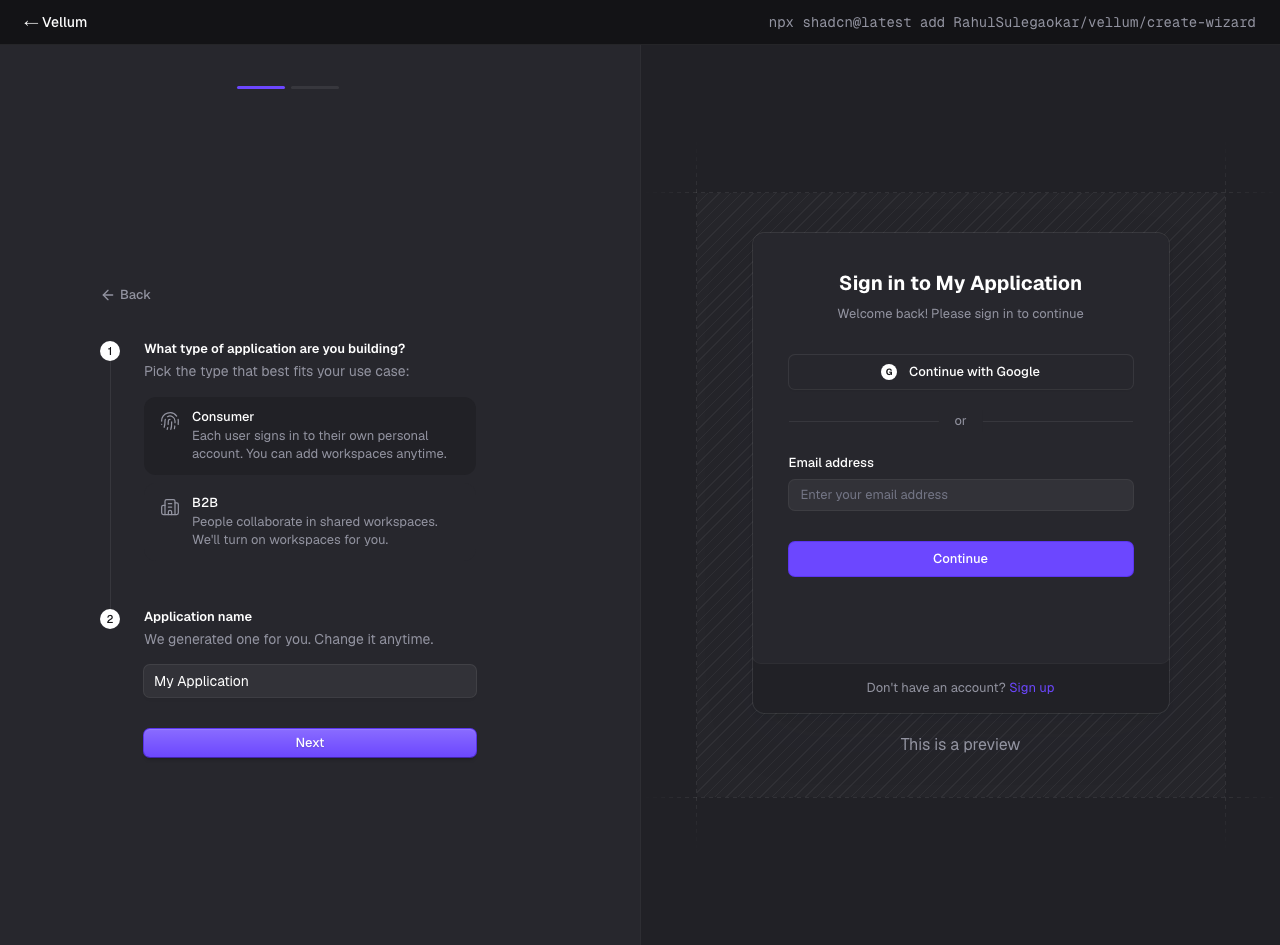 ← Vellum
npx shadcn@latest add RahulSulegaokar/vellum/create-wizard
← Back
1
What type of application are you building?
Pick the type that best fits your use case:
Consumer
Each user signs in to their own personal
account. You can add workspaces anytime.
B2B
People collaborate in shared workspaces.
We'll turn on workspaces for you.
2
Application name
We generated one for you. Change it anytime.
My Application
Next
Sign in to My Application
Welcome back! Please sign in to continue
G Continue with Google
or
Email address
Enter your email address
Continue
Don't have an account? Sign up
This is a preview